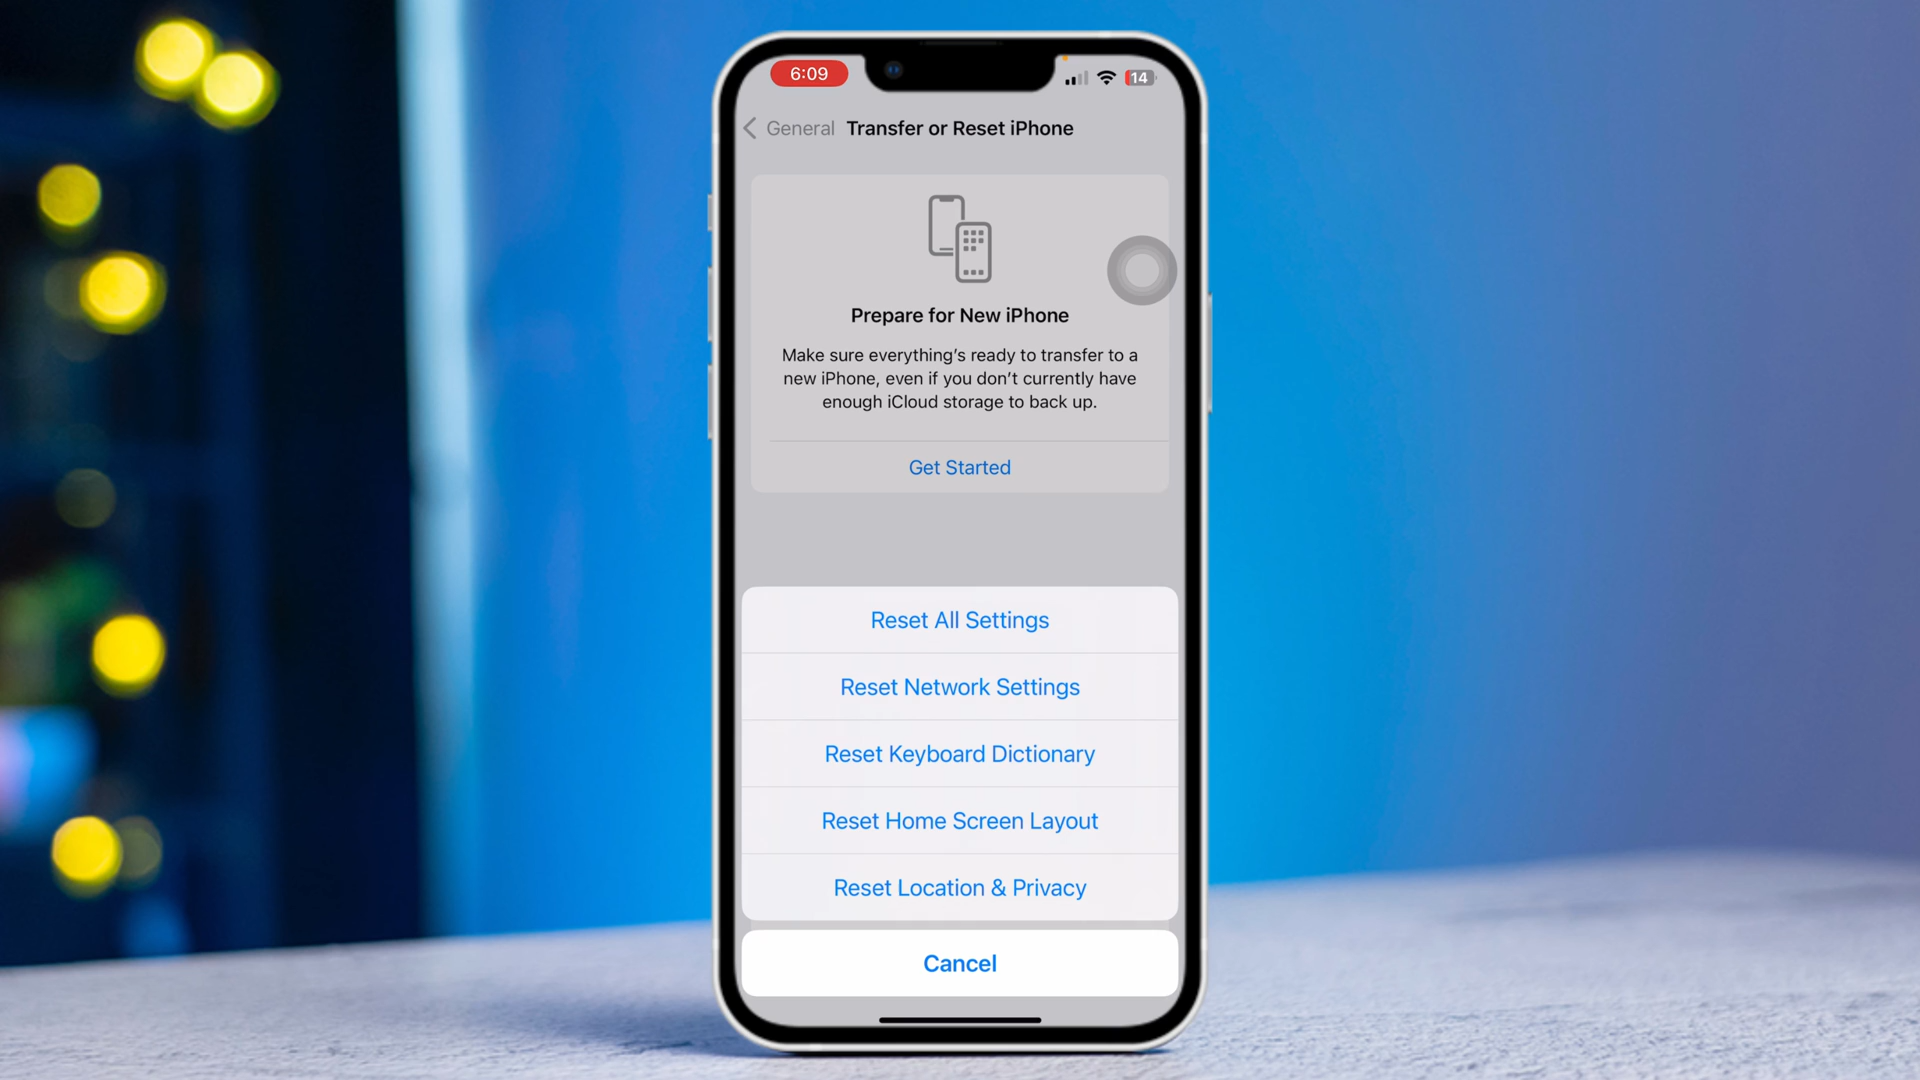 6:09
14
General Transfer or Reset iPhone
Prepare for New iPhone
Make sure everything’s ready to transfer to a
new iPhone, even if you don’t currently have
enough iCloud storage to back up.
Get Started
Reset All Settings
Reset Network Settings
Reset Keyboard Dictionary
Reset Home Screen Layout
Reset Location & Privacy
Cancel